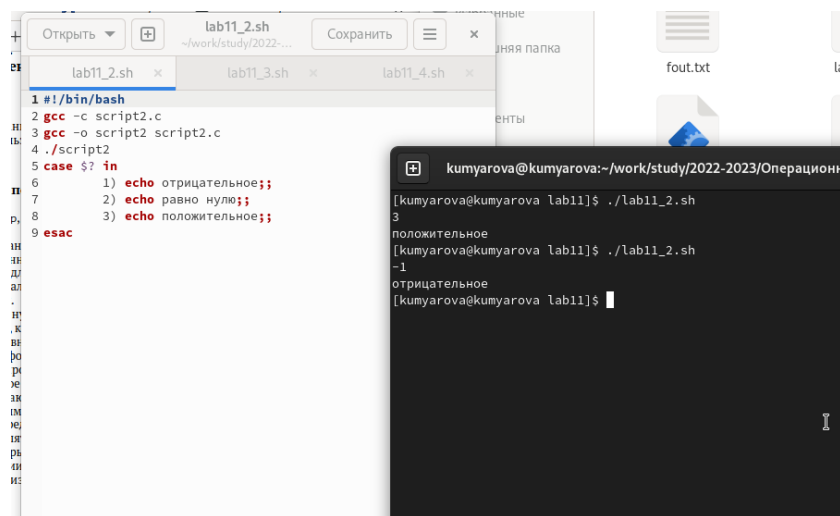 Открыть
lab11_2.sh
~/work/study/2022-...
Сохранить
lab11_2.sh
lab11_3.sh
lab11_4.sh
1 #!/bin/bash
2 gcc -c script2.c
3 gcc -o script2 script2.c
4 ./script2
5 case $? in
6 1) echo отрицательное;;
7 2) echo равно нулю;;
8 3) echo положительное;;
9 esac
fout.txt
kumyarova@kumyarova:~/work/study/2022-2023/Операционн
[kumyarova@kumyarova lab11]$ ./lab11_2.sh
3
положительное
[kumyarova@kumyarova lab11]$ ./lab11_2.sh
-1
отрицательное
[kumyarova@kumyarova lab11]$